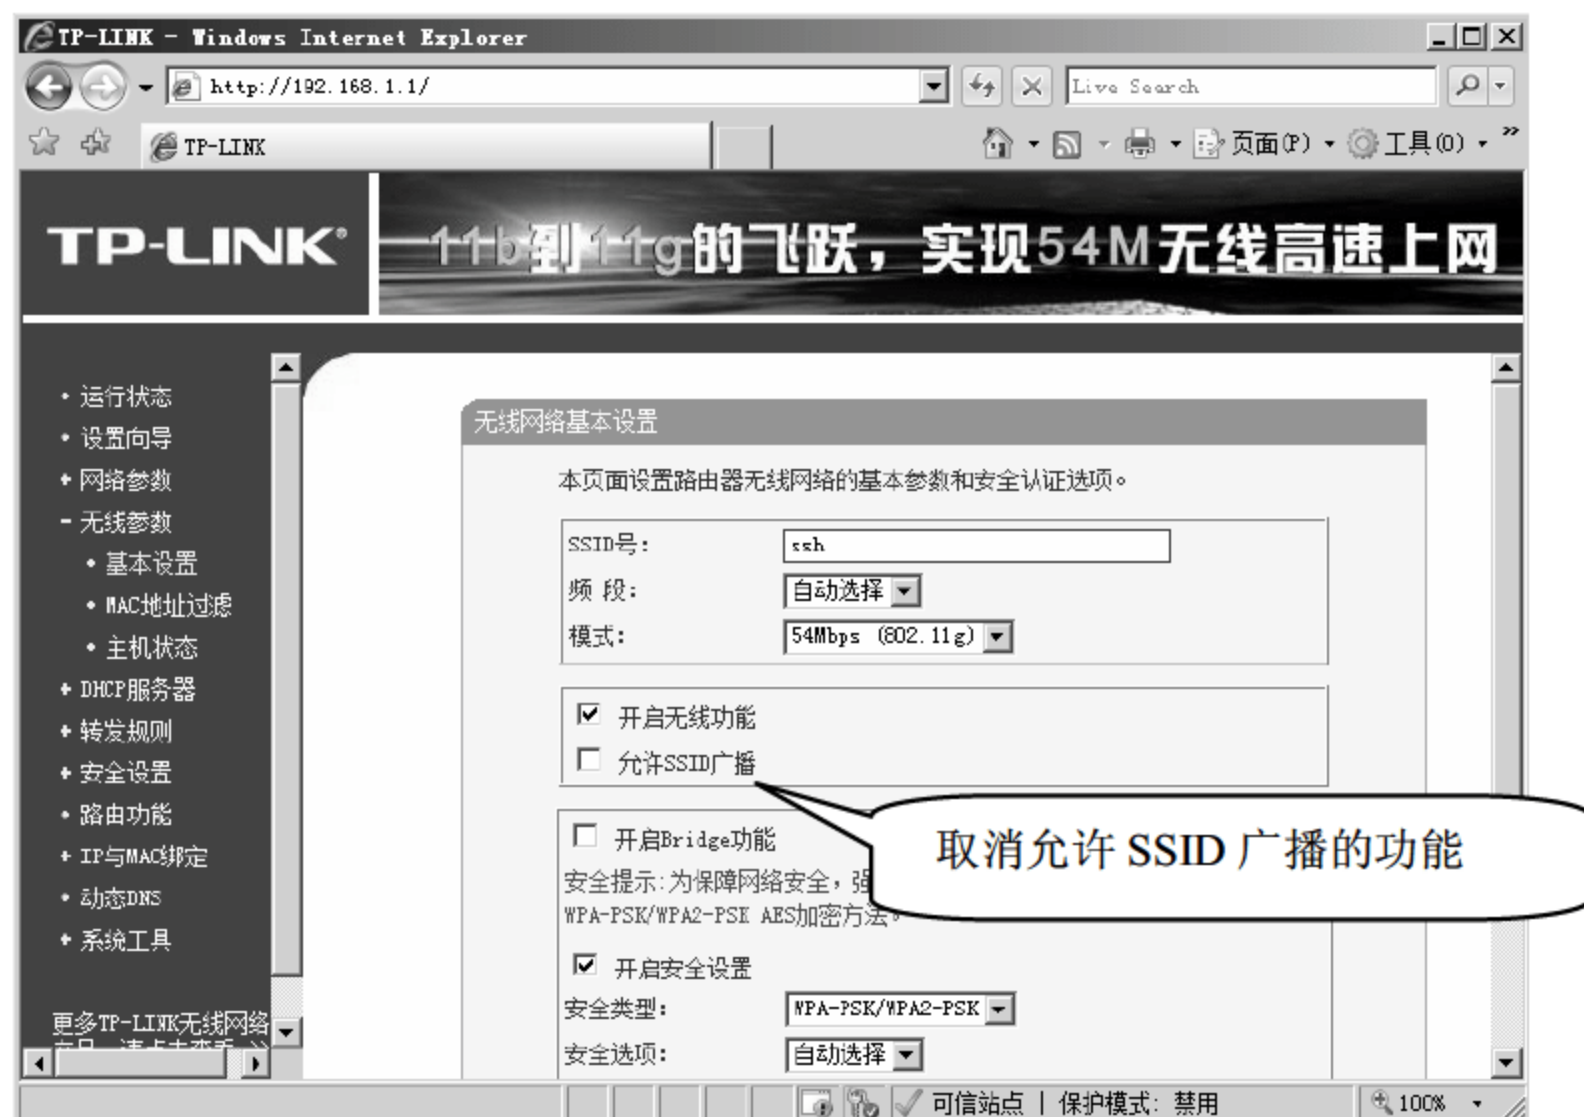 TP-LINK - Windows Internet Explorer
http://192.168.1.1/
Live Search
TP-LINK
页面(P)
工具(O)
TP-LINK®
11b到11g的飞跃，实现54M无线高速上网
• 运行状态
• 设置向导
+ 网络参数
- 无线参数
• 基本设置
• MAC地址过滤
• 主机状态
+ DHCP服务器
+ 转发规则
+ 安全设置
• 路由功能
+ IP与MAC绑定
• 动态DNS
+ 系统工具
更多TP-LINK无线网络
无线网络基本设置
本页面设置路由器无线网络的基本参数和安全认证选项。
SSID号：
ssh
频 段：
自动选择
模式：
54Mbps (802.11g)
开启无线功能
允许SSID广播
取消允许 SSID 广播的功能
开启Bridge功能
安全提示:为保障网络安全，强
WPA-PSK/WPA2-PSK AES加密方法。
开启安全设置
安全类型：
WPA-PSK/WPA2-PSK
安全选项：
自动选择
可信站点 | 保护模式: 禁用
100%